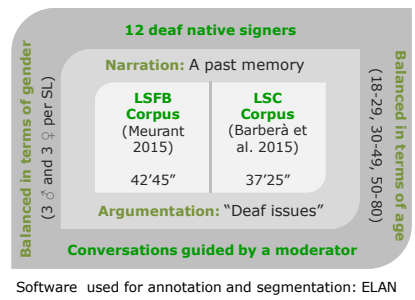 12 deaf native signers
Narration: A past memory
Balanced in terms of gender
(3 ♂ and 3 ♀ per SL)
LSFB
Corpus
(Meurant
2015)
42’45”
LSC
Corpus
(Barberà et
al. 2015)
37’25”
Balanced in terms of age
(18-29, 30-49, 50-80)
Argumentation: “Deaf issues”
Conversations guided by a moderator
Software used for annotation and segmentation: ELAN